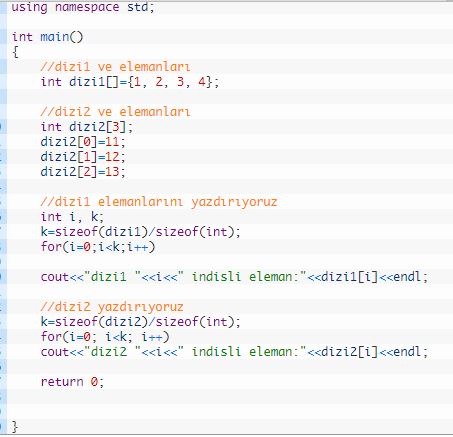 using namespace std;
int main()
{
//dizi1 ve elemanları
int dizi1[]={1, 2, 3, 4};
//dizi2 ve elemanları
int dizi2[3];
dizi2[0]=11;
dizi2[1]=12;
dizi2[2]=13;
//dizi1 elemanlarını yazdırıyoruz
int i, k;
k=sizeof(dizi1)/sizeof(int);
for(i=0;i<k;i++)
cout<<"dizi1 "<<i<<" indisli eleman:"<<dizi1[i]<<endl;
//dizi2 yazdırıyoruz
k=sizeof(dizi2)/sizeof(int);
for(i=0; i<k; i++)
cout<<"dizi2 "<<i<<" indisli eleman:"<<dizi2[i]<<endl;
return 0;
}